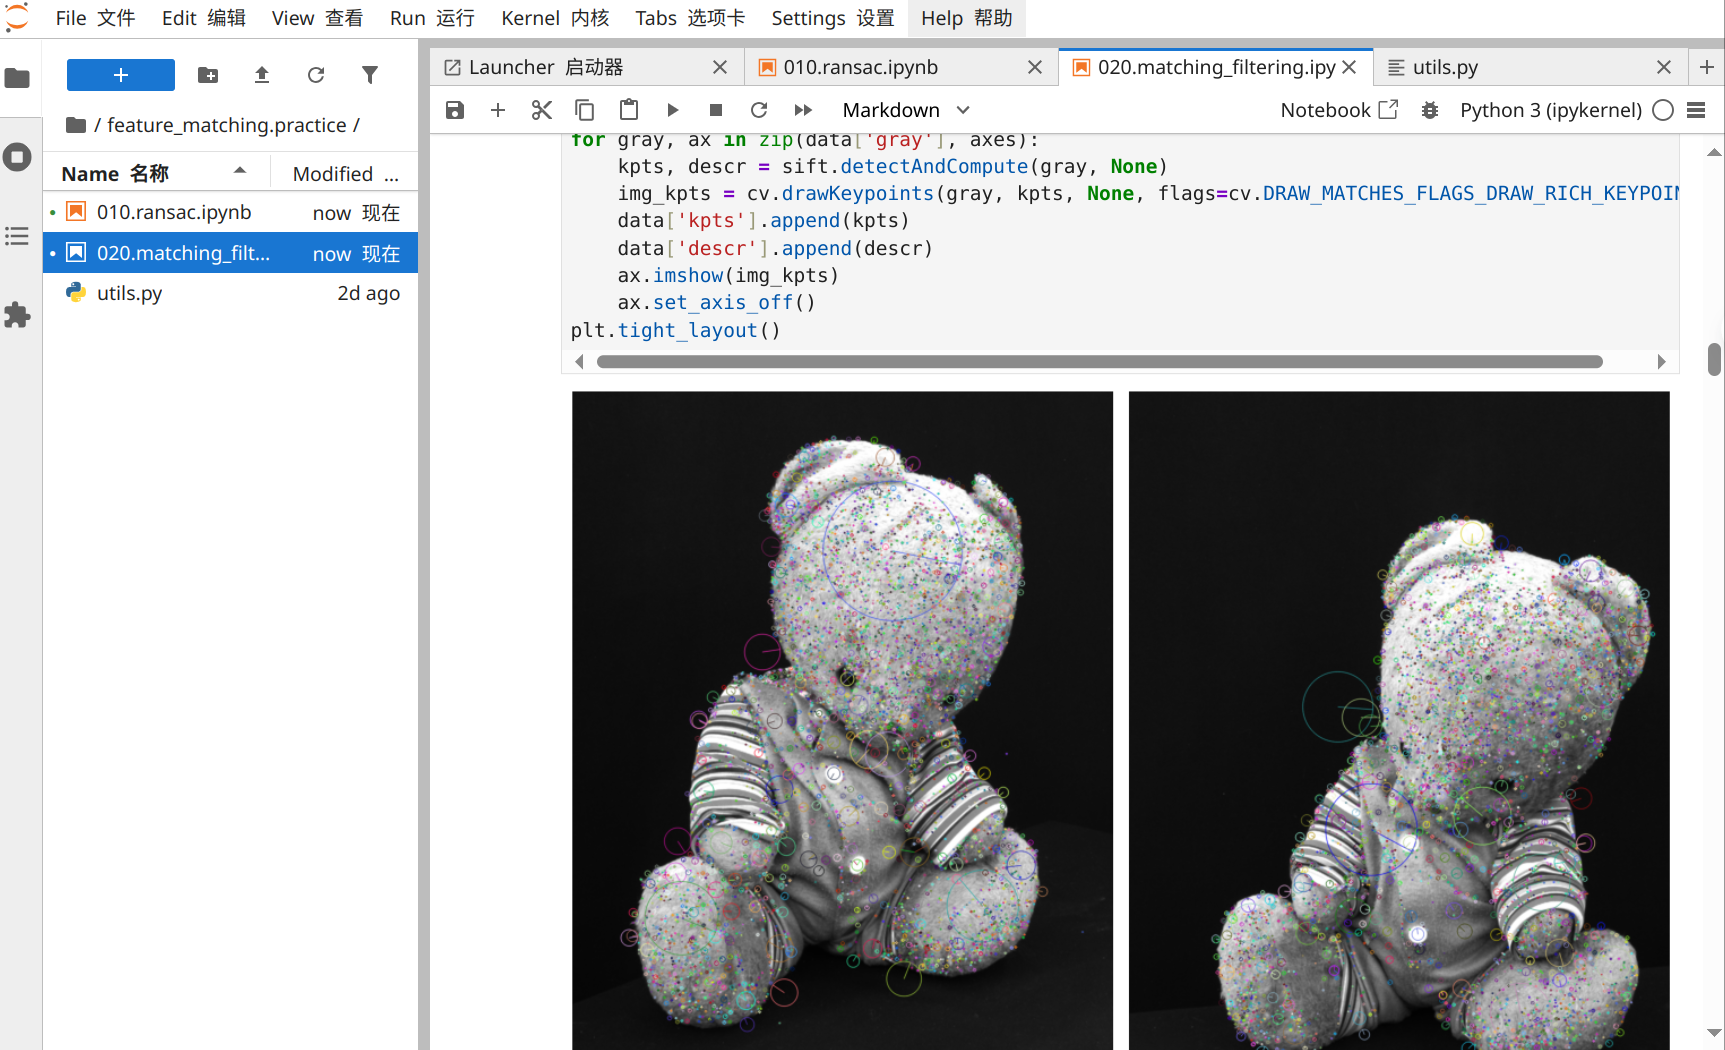 File 文件 Edit 编辑 View 查看 Run 运行 Kernel 内核 Tabs 选项卡 Settings 设置 Help 帮助
/ feature_matching.practice /
Name 名称 Modified ...
010.ransac.ipynb now 现在
020.matching_filt... now 现在
utils.py 2d ago
Launcher 启动器 010.ransac.ipynb 020.matching_filtering.ipy utils.py
Markdown Notebook Python 3 (ipykernel)
for gray, ax in zip(data['gray'], axes):
    kpts, descr = sift.detectAndCompute(gray, None)
    img_kpts = cv.drawKeypoints(gray, kpts, None, flags=cv.DRAW_MATCHES_FLAGS_DRAW_RICH_KEYPOIN
    data['kpts'].append(kpts)
    data['descr'].append(descr)
    ax.imshow(img_kpts)
    ax.set_axis_off()
plt.tight_layout()